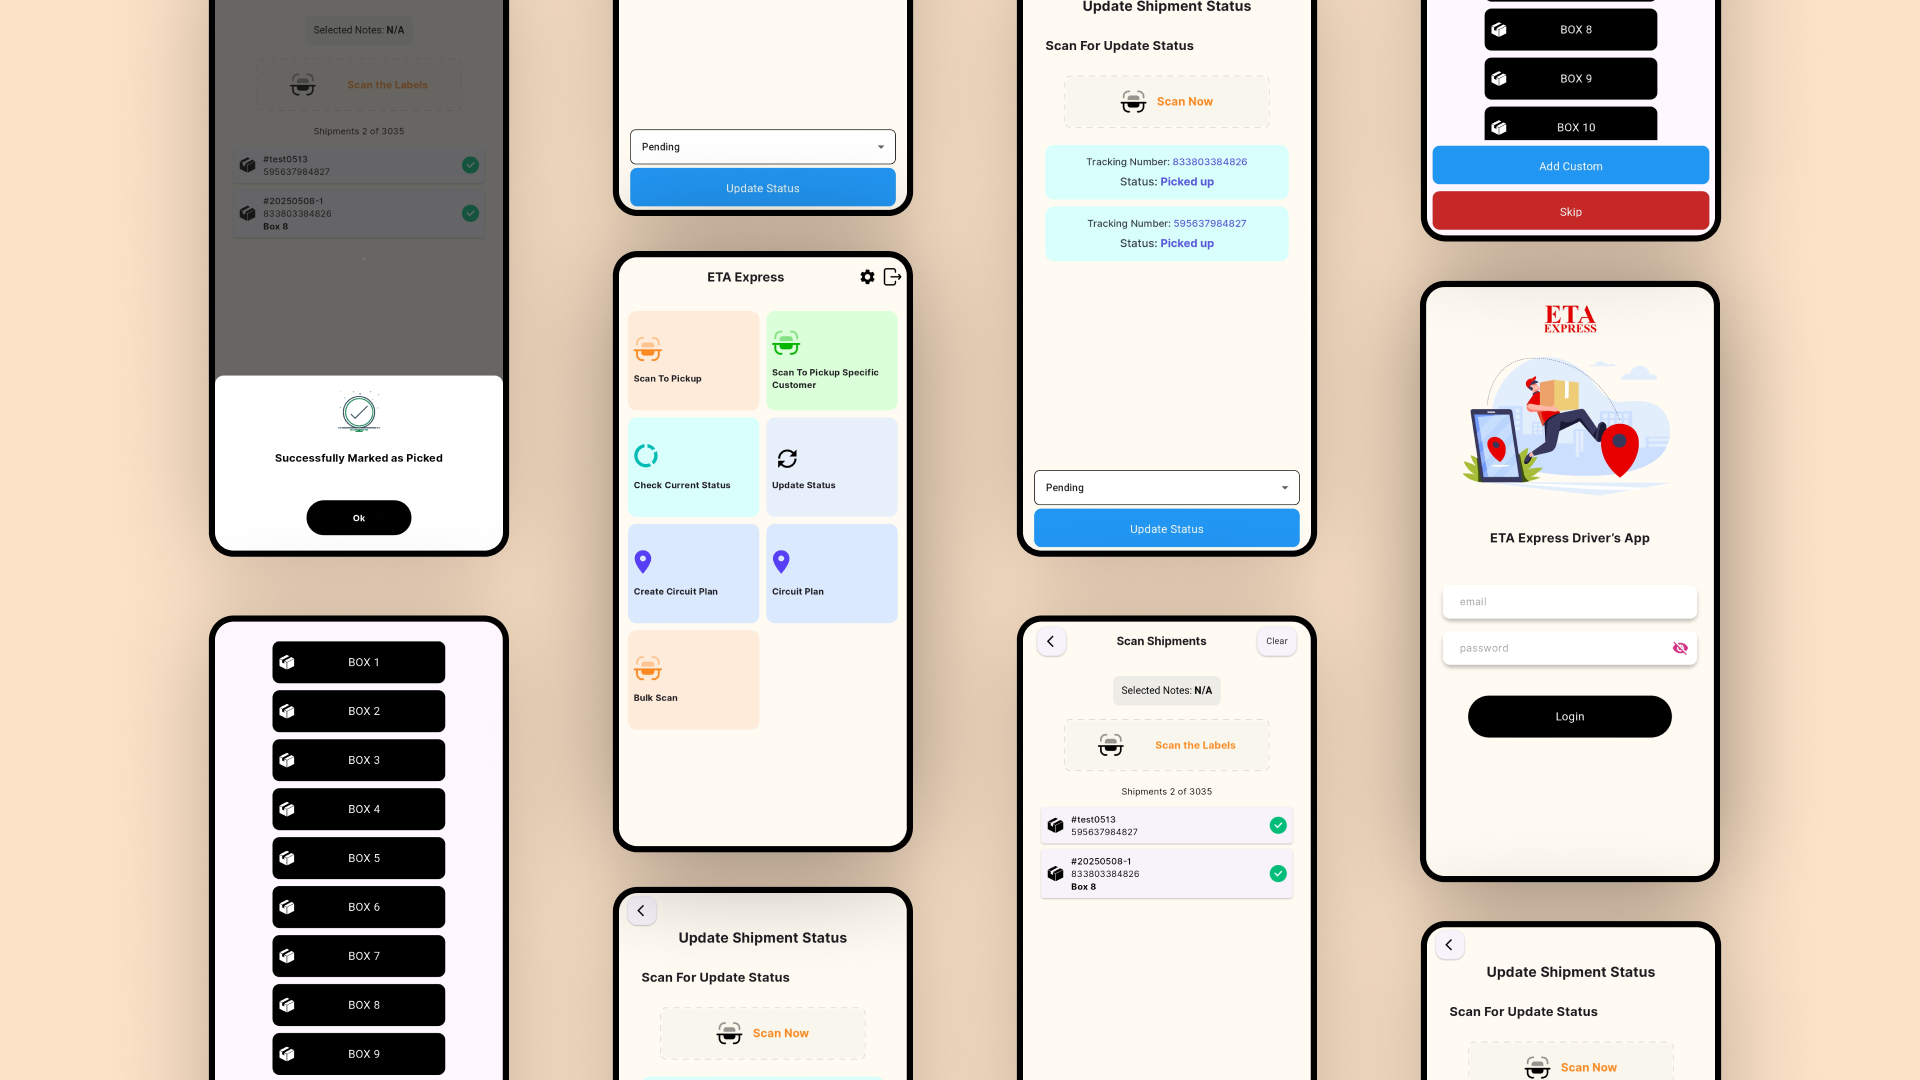 Selected Notes: N/A
Scan the Labels
Shipments 2 of 3035
#test0513
595637984827
#20250508-1
833803384826
Box 8
Successfully Marked as Picked
Ok
BOX 1
BOX 2
BOX 3
BOX 4
BOX 5
BOX 6
BOX 7
BOX 8
BOX 9
Pending
Update Status
ETA Express
Scan To Pickup
Scan To Pickup Specific
Customer
Check Current Status
Update Status
Create Circuit Plan
Circuit Plan
Bulk Scan
Update Shipment Status
Scan For Update Status
Scan Now
Update Shipment Status
Scan For Update Status
Scan Now
Tracking Number: 833803384826
Status: Picked up
Tracking Number: 595637984827
Status: Picked up
Pending
Update Status
Scan Shipments
Clear
Selected Notes: N/A
Scan the Labels
Shipments 2 of 3035
#test0513
595637984827
#20250508-1
833803384826
Box 8
BOX 8
BOX 9
BOX 10
Add Custom
Skip
ETA
EXPRESS
ETA Express Driver’s App
email
password
Login
Update Shipment Status
Scan For Update Status
Scan Now